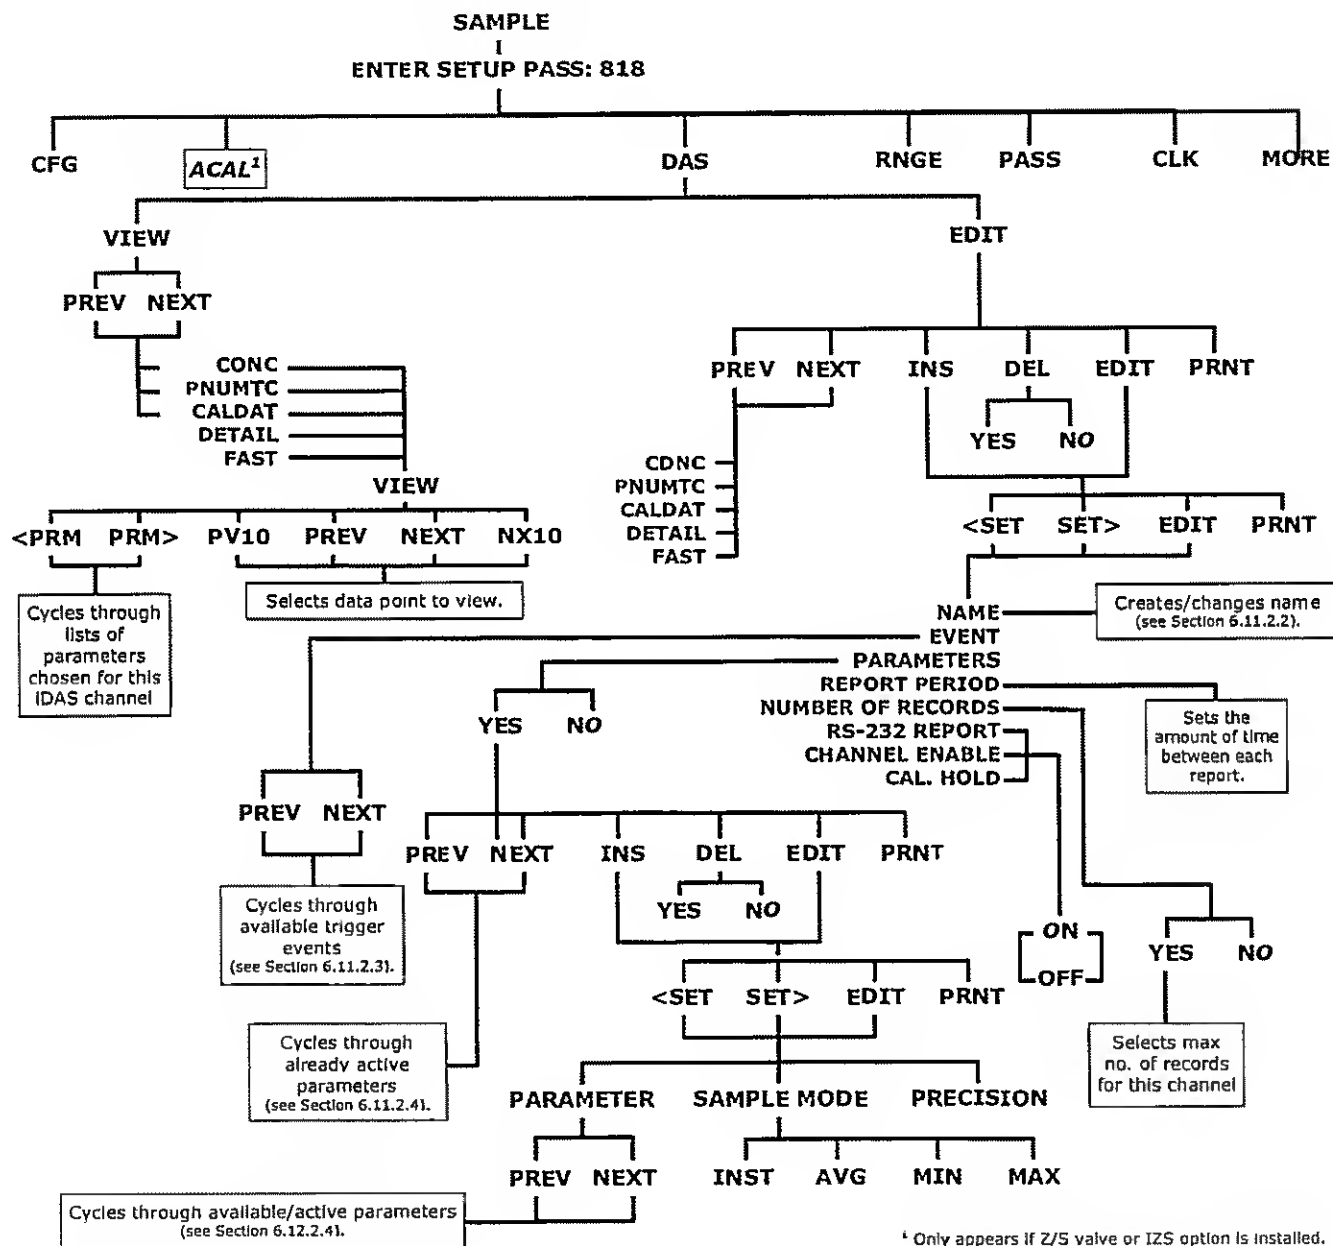 SAMPLE
ENTER SETUP PASS: 818
CFG ACAL¹ DAS RNGE PASS CLK MORE
VIEW EDIT
PREV NEXT
CONC
PNUMTC
CALDAT
DETAIL
FAST
VIEW
<PRM PRM> PV10 PREV NEXT NX10
Cycles through
lists of
parameters
chosen for this
iDAS channel
Selects data point to view.
PREV NEXT INS DEL EDIT PRNT
YES NO
CDNC
PNUMTC
CALDAT
DETAIL
FAST
<SET SET> EDIT PRNT
NAME
EVENT
PARAMETERS
REPORT PERIOD
NUMBER OF RECORDS
RS-232 REPORT
CHANNEL ENABLE
CAL. HOLD
Creates/changes name
(see Section 6.11.2.2).
Sets the
amount of time
between each
report.
YES NO
PREV NEXT
Cycles through
available trigger
events
(see Section 6.11.2.3).
PREV NEXT INS DEL EDIT PRNT
YES NO
Cycles through
already active
parameters
(see Section 6.11.2.4).
ON
OFF
YES NO
Selects max
no. of records
for this channel
<SET SET> EDIT PRNT
PARAMETER SAMPLE MODE PRECISION
PREV NEXT INST AVG MIN MAX
Cycles through available/active parameters
(see Section 6.12.2.4).
¹ Only appears if Z/S valve or IZS option is installed.